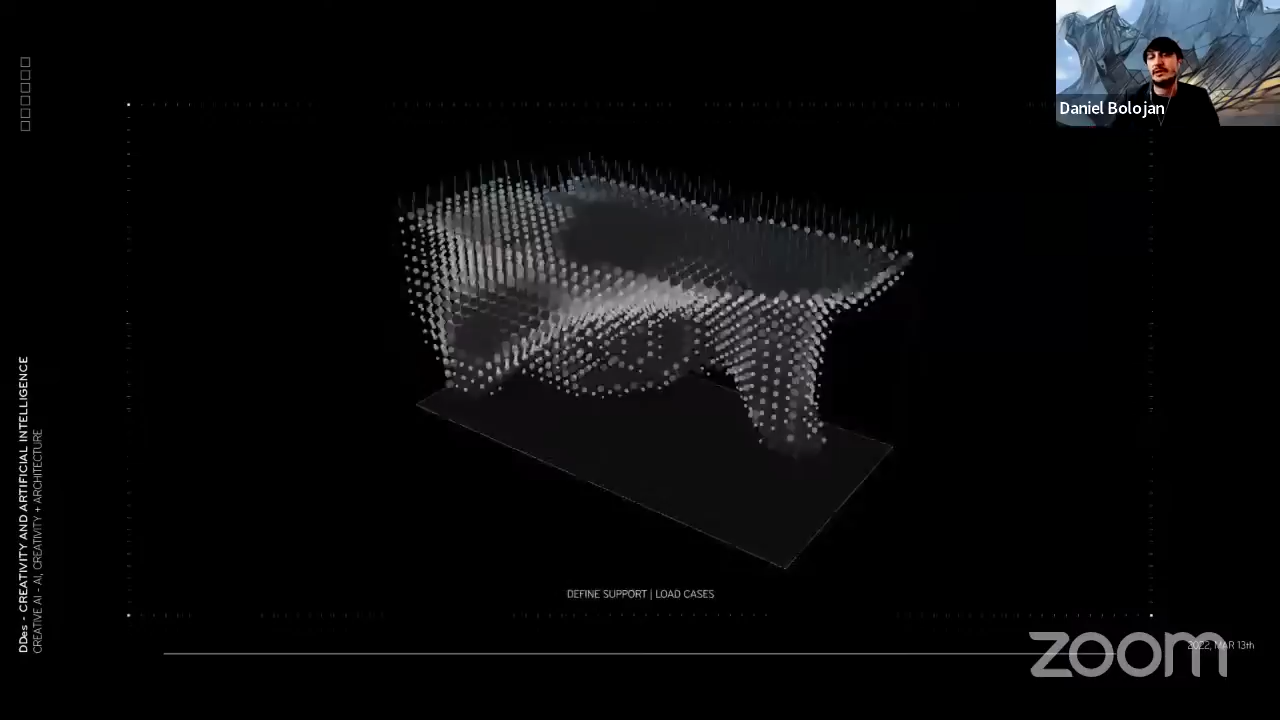 Daniel Bolojan
DDes - CREATIVITY AND ARTIFICIAL INTELLIGENCE
CREATIVE AI - AI, CREATIVITY + ARCHITECTURE
DEFINE SUPPORT | LOAD CASES
2022, MAR 13th
zoom